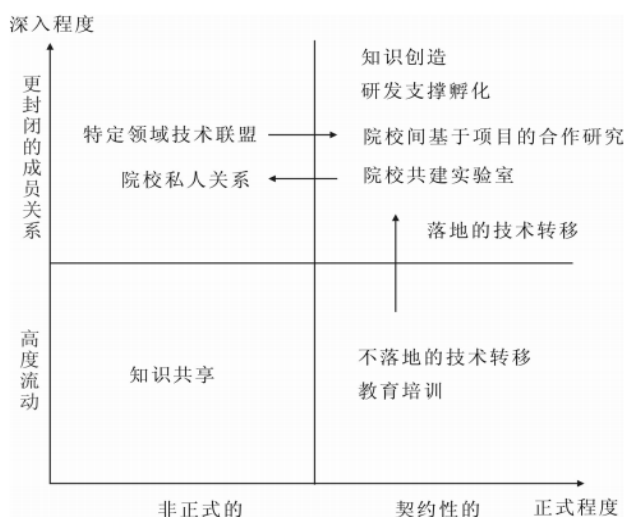 深入程度
更封闭的成员关系
知识创造
研发支撑孵化
特定领域技术联盟
院校间基于项目的合作研究
院校私人关系
院校共建实验室
落地的技术转移
高度流动
知识共享
不落地的技术转移
教育培训
非正式的
契约性的
正式程度